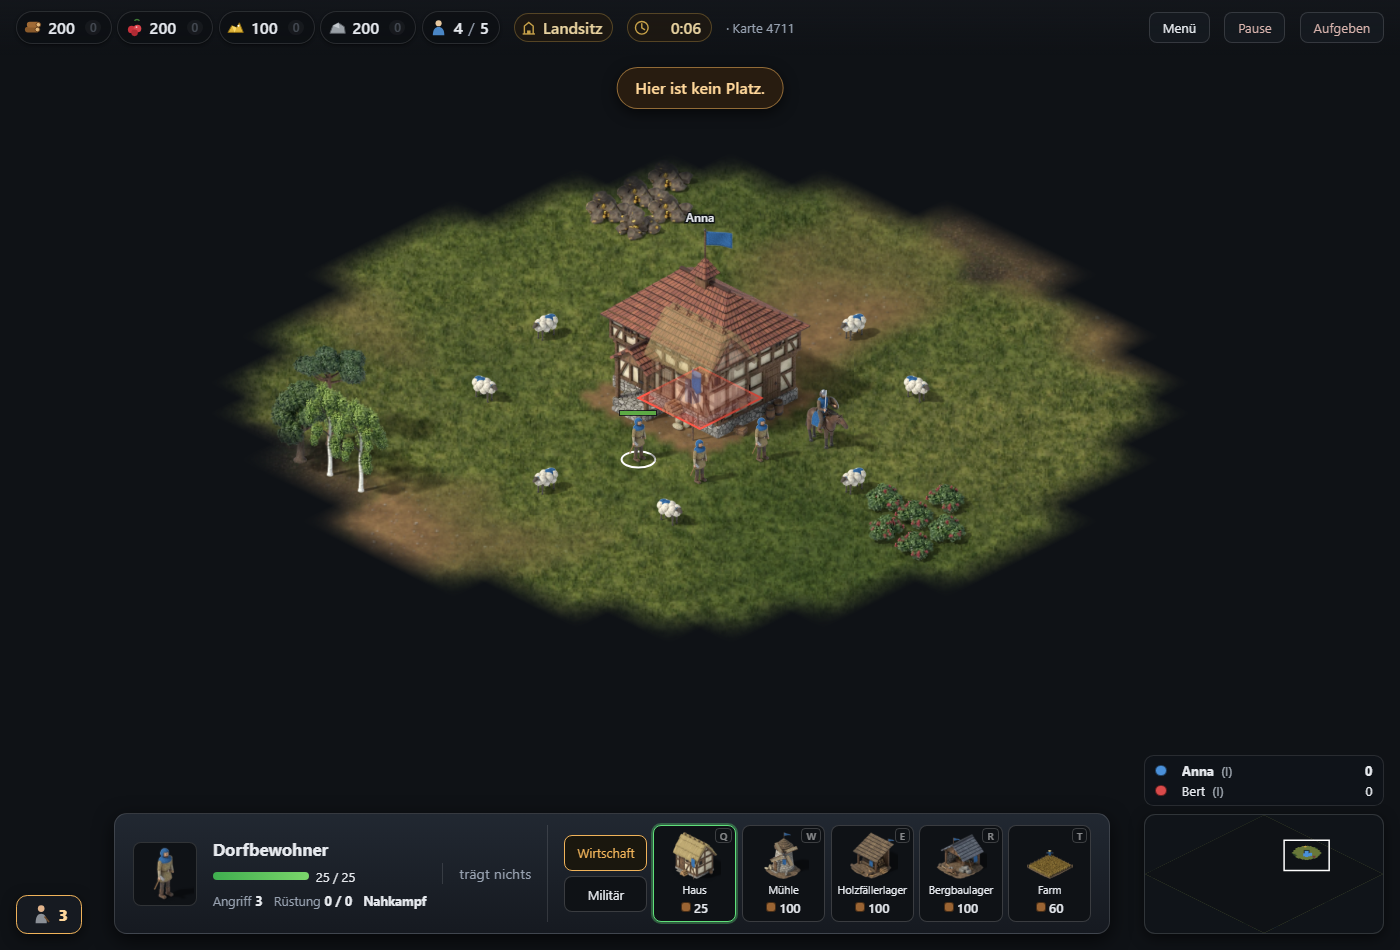 200 0 200 0 100 0 200 0 4 / 5 Landsitz 0:06 · Karte 4711 Menü Pause Aufgeben
Hier ist kein Platz.
Anna
Anna (I) 0
Bert (I) 0
Dorfbewohner
25 / 25
Angriff 3 Rüstung 0 / 0 Nahkampf
trägt nichts
Wirtschaft
Militär
Q W E R T
Haus Mühle Holzfällerlager Bergbaulager Farm
25 100 100 100 60
3